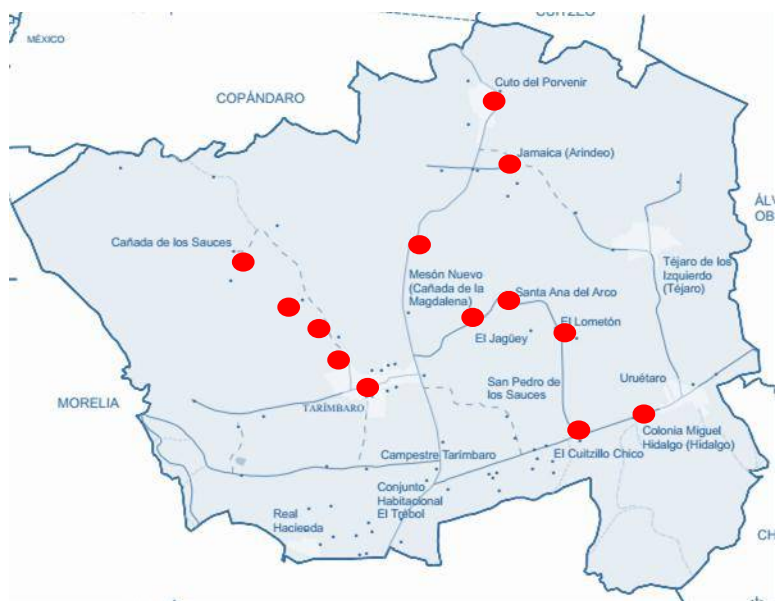 MÉXICO
COPÁNDARO
Cuto del Porvenir
Jamaica (Arindeo)
Cañada de los Sauces
Mesón Nuevo
(Cañada de la
Magdalena)
Santa Ana del Arco
Téjaro de los
Izquierdo
(Téjaro)
El Jagüey
El Lometón
San Pedro de
los Sauces
Uruétaro
MORELIA
TARÍMBARO
Colonia Miguel
Hidalgo (Hidalgo)
Campestre Tarimbaro
El Cuitzillo Chico
Conjunto
Habitacional
El Trébol
Real
Hacienda
ÁLV
OB
CH